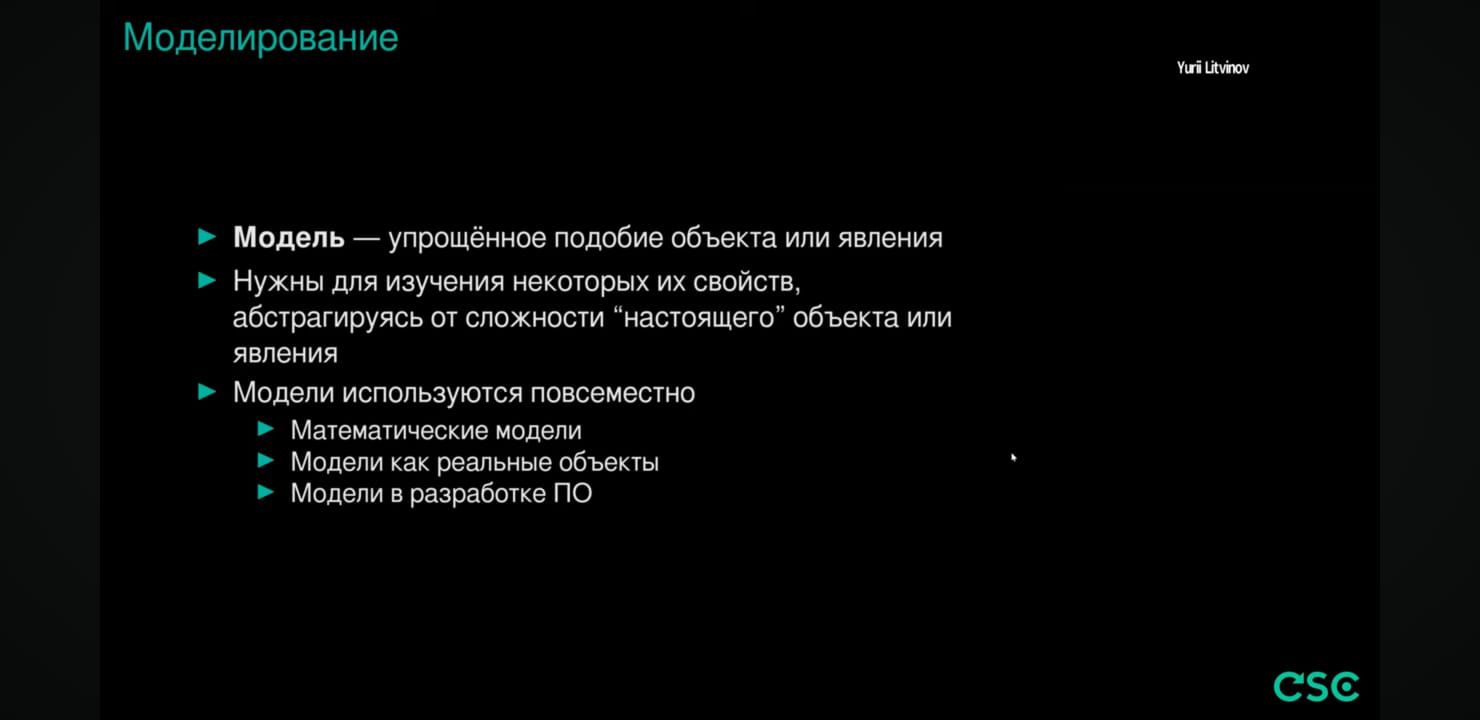 Моделирование
Yurii Litvinov
Модель — упрощённое подобие объекта или явления
Нужны для изучения некоторых их свойств,
абстрагируясь от сложности “настоящего” объекта или
явления
Модели используются повсеместно
Математические модели
Модели как реальные объекты
Модели в разработке ПО
CSC